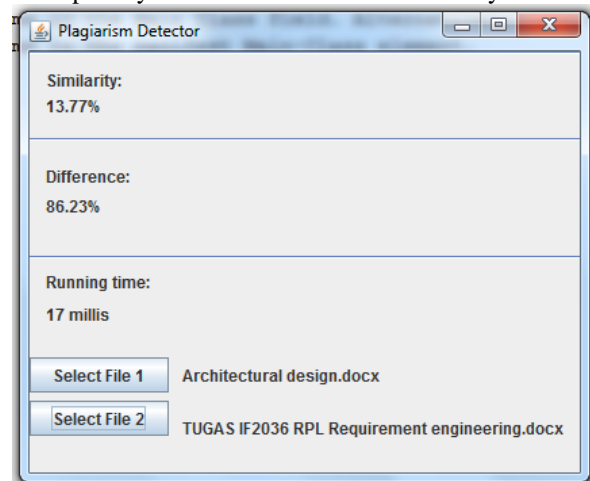 Plagiarism Detector
Similarity:
13.77%
Difference:
86.23%
Running time:
17 millis
Select File 1 Architectural design.docx
Select File 2 TUGAS IF2036 RPL Requirement engineering.docx